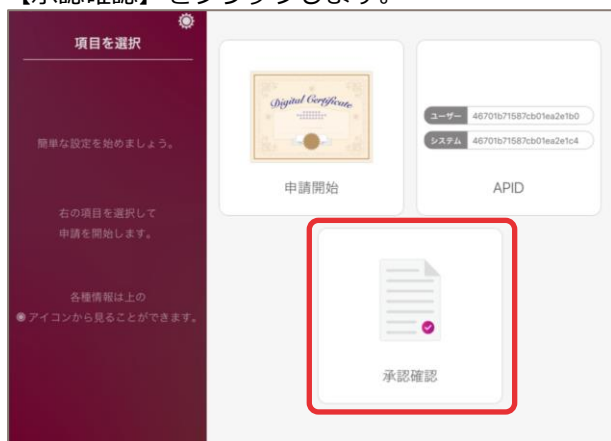 【承認確認】をクリックします。
項目を選択
簡単な設定を始めましょう。
右の項目を選択して
申請を開始します。
各種情報は上の
アイコンから見ることができます。
Digital Certificate
申請開始
ユーザー 46701b71587cb01ea2e1b0
システム 46701b71587cb01ea2e1c4
APID
承認確認